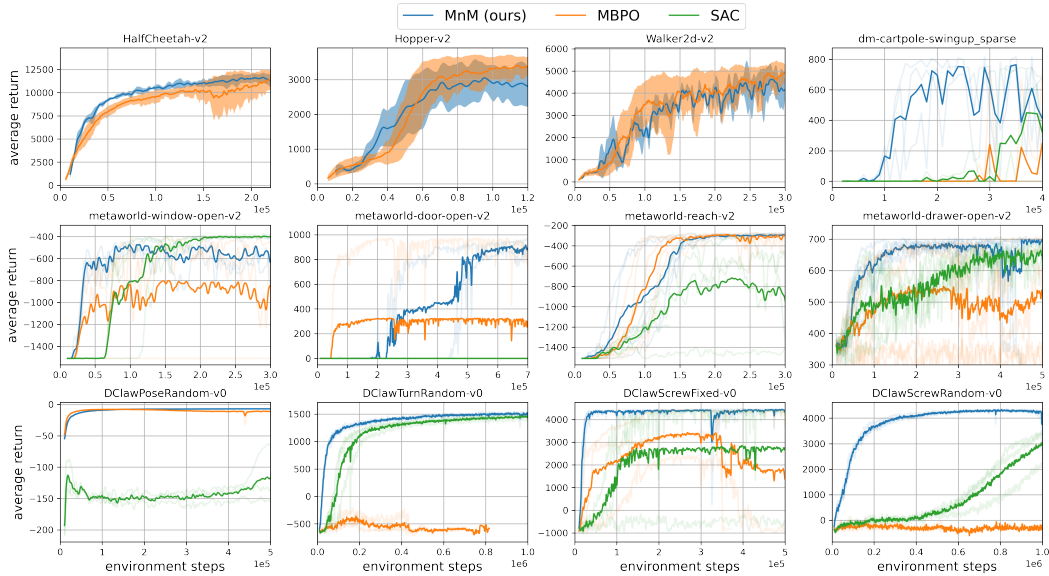 MnM (ours) MBPO SAC
HalfCheetah-v2 Hopper-v2 Walker2d-v2 dm-cartpole-swingup_sparse
average return
12500 10000 7500 5000 2500 0
0.0 0.5 1.0 1.5 2.0
1e5
3000 2000 1000 0
0.0 0.2 0.4 0.6 0.8 1.0 1.2
1e5
6000 5000 4000 3000 2000 1000 0
0.0 0.5 1.0 1.5 2.0 2.5 3.0
1e5
800 600 400 200 0
0 1 2 3 4
1e5
metaworld-window-open-v2 metaworld-door-open-v2 metaworld-reach-v2 metaworld-drawer-open-v2
average return
−400 −600 −800 −1000 −1200 −1400
0.0 0.5 1.0 1.5 2.0 2.5 3.0
1e5
1000 800 600 400 200 0
0 1 2 3 4 5 6 7
1e5
−200 −400 −600 −800 −1000 −1200 −1400
0.0 0.5 1.0 1.5 2.0 2.5 3.0
1e5
700 600 500 400 300
0 1 2 3 4 5
1e5
DClawPoseRandom-v0 DClawTurnRandom-v0 DClawScrewFixed-v0 DClawScrewRandom-v0
average return
0 −50 −100 −150 −200
0 1 2 3 4 5
1e5
environment steps
1500 1000 500 0 −500
0.0 0.2 0.4 0.6 0.8 1.0
1e6
environment steps
4000 3000 2000 1000 0 −1000
0 1 2 3 4 5
1e5
environment steps
4000 3000 2000 1000 0
0.0 0.2 0.4 0.6 0.8 1.0
1e6
environment steps